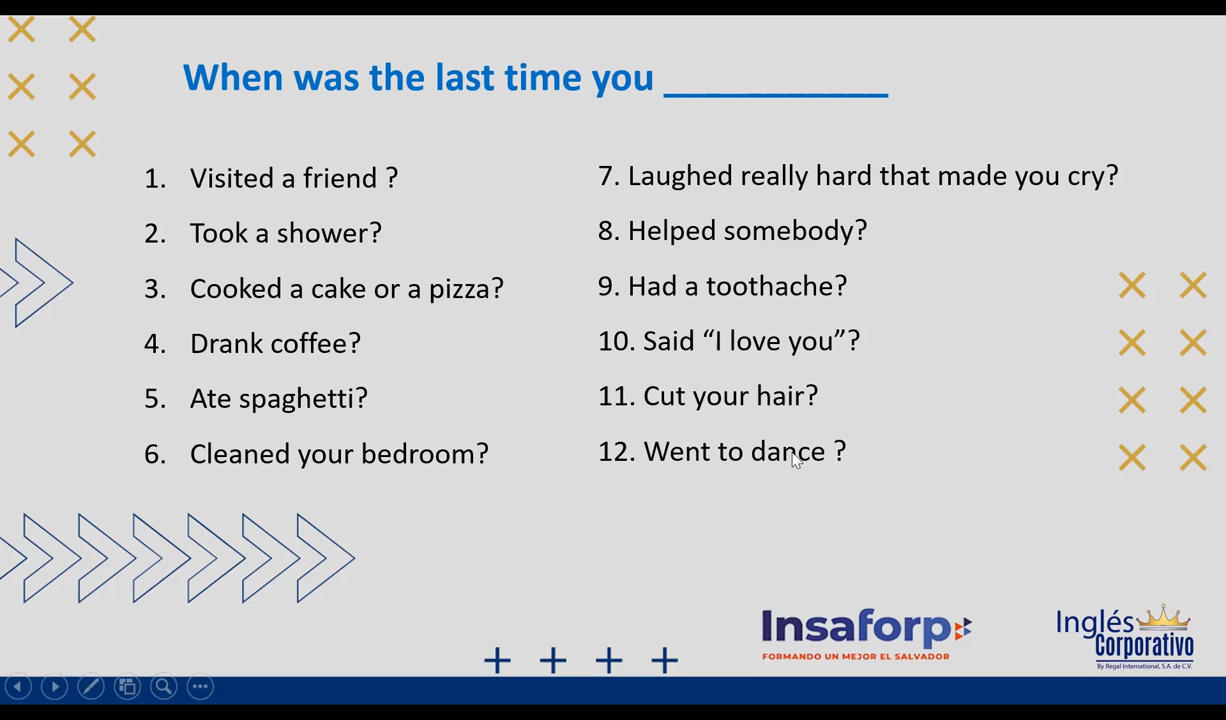 When was the last time you ___________
1. Visited a friend ?
2. Took a shower?
3. Cooked a cake or a pizza?
4. Drank coffee?
5. Ate spaghetti?
6. Cleaned your bedroom?
7. Laughed really hard that made you cry?
8. Helped somebody?
9. Had a toothache?
10. Said “I love you”?
11. Cut your hair?
12. Went to dance ?
Insaforp
FORMANDO UN MEJOR EL SALVADOR
Inglés
Corporativo
By Regal International, S.A. de C.V.